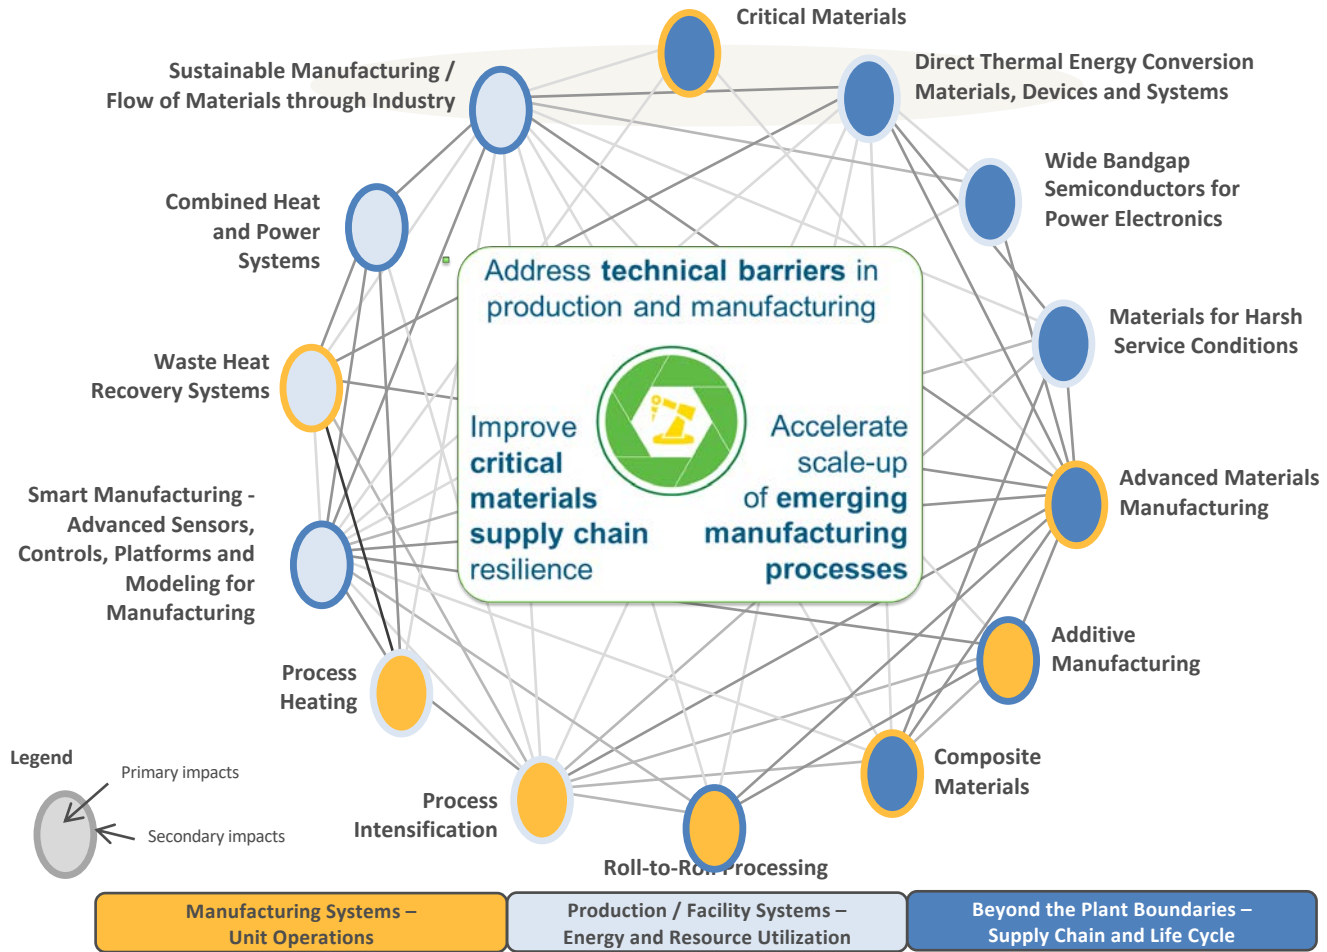 Critical Materials
Sustainable Manufacturing /
Flow of Materials through Industry
Direct Thermal Energy Conversion
Materials, Devices and Systems
Wide Bandgap
Semiconductors for
Power Electronics
Combined Heat
and Power
Systems
Address technical barriers in
production and manufacturing
Materials for Harsh
Service Conditions
Waste Heat
Recovery Systems
Improve
critical
materials
supply chain
resilience
Accelerate
scale-up
of emerging
manufacturing
processes
Advanced Materials
Manufacturing
Smart Manufacturing -
Advanced Sensors,
Controls, Platforms and
Modeling for
Manufacturing
Additive
Manufacturing
Process
Heating
Composite
Materials
Process
Intensification
Roll-to-Roll Processing
Legend
Primary impacts
Secondary impacts
Manufacturing Systems –
Unit Operations
Production / Facility Systems –
Energy and Resource Utilization
Beyond the Plant Boundaries –
Supply Chain and Life Cycle